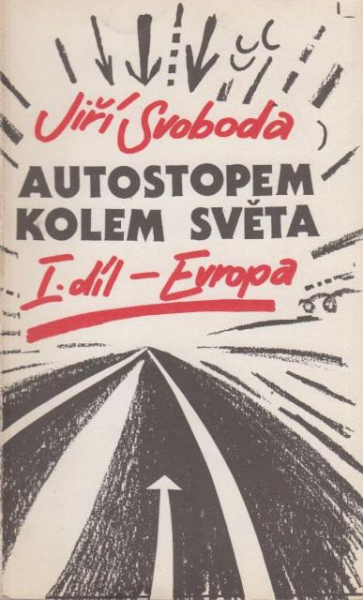 Jiří Svoboda
AUTOSTOPEM
KOLEM SVĚTA
I. díl – Evropa